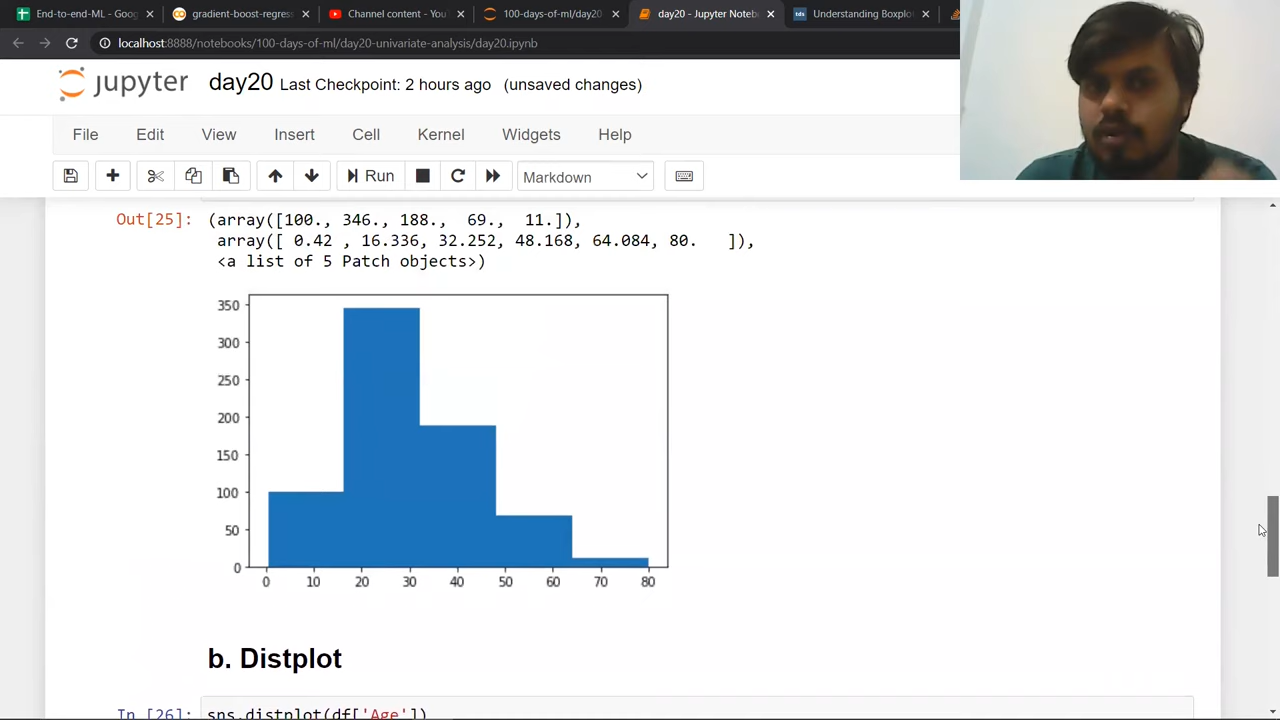 End-to-end-ML - Goog
gradient-boost-regres
Channel content - You
100-days-of-ml/day20
day20 - Jupyter Noteb
Understanding Boxplo
localhost:8888/notebooks/100-days-of-ml/day20-univariate-analysis/day20.ipynb
jupyter day20 Last Checkpoint: 2 hours ago (unsaved changes)
File Edit View Insert Cell Kernel Widgets Help
Run Markdown
Out[25]: (array([100., 346., 188., 69., 11.]),
array([ 0.42 , 16.336, 32.252, 48.168, 64.084, 80. ]),
<a list of 5 Patch objects>)
350
300
250
200
150
100
50
0
0 10 20 30 40 50 60 70 80
b. Distplot
In [26]: sns.distplot(df['Age'])